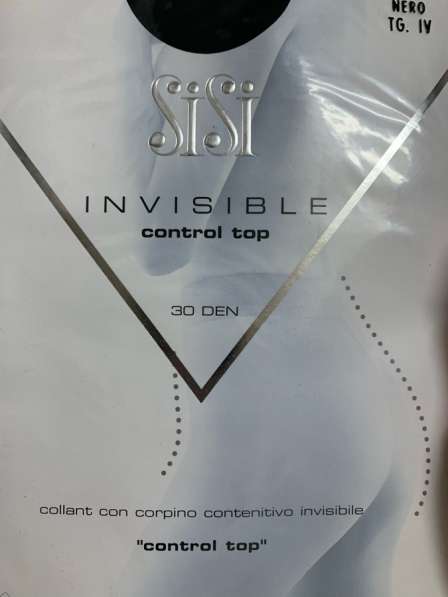 NERO
TG. IV
SiSi
INVISIBLE
control top
30 DEN
collant con corpino contenitivo invisibile
"control top"